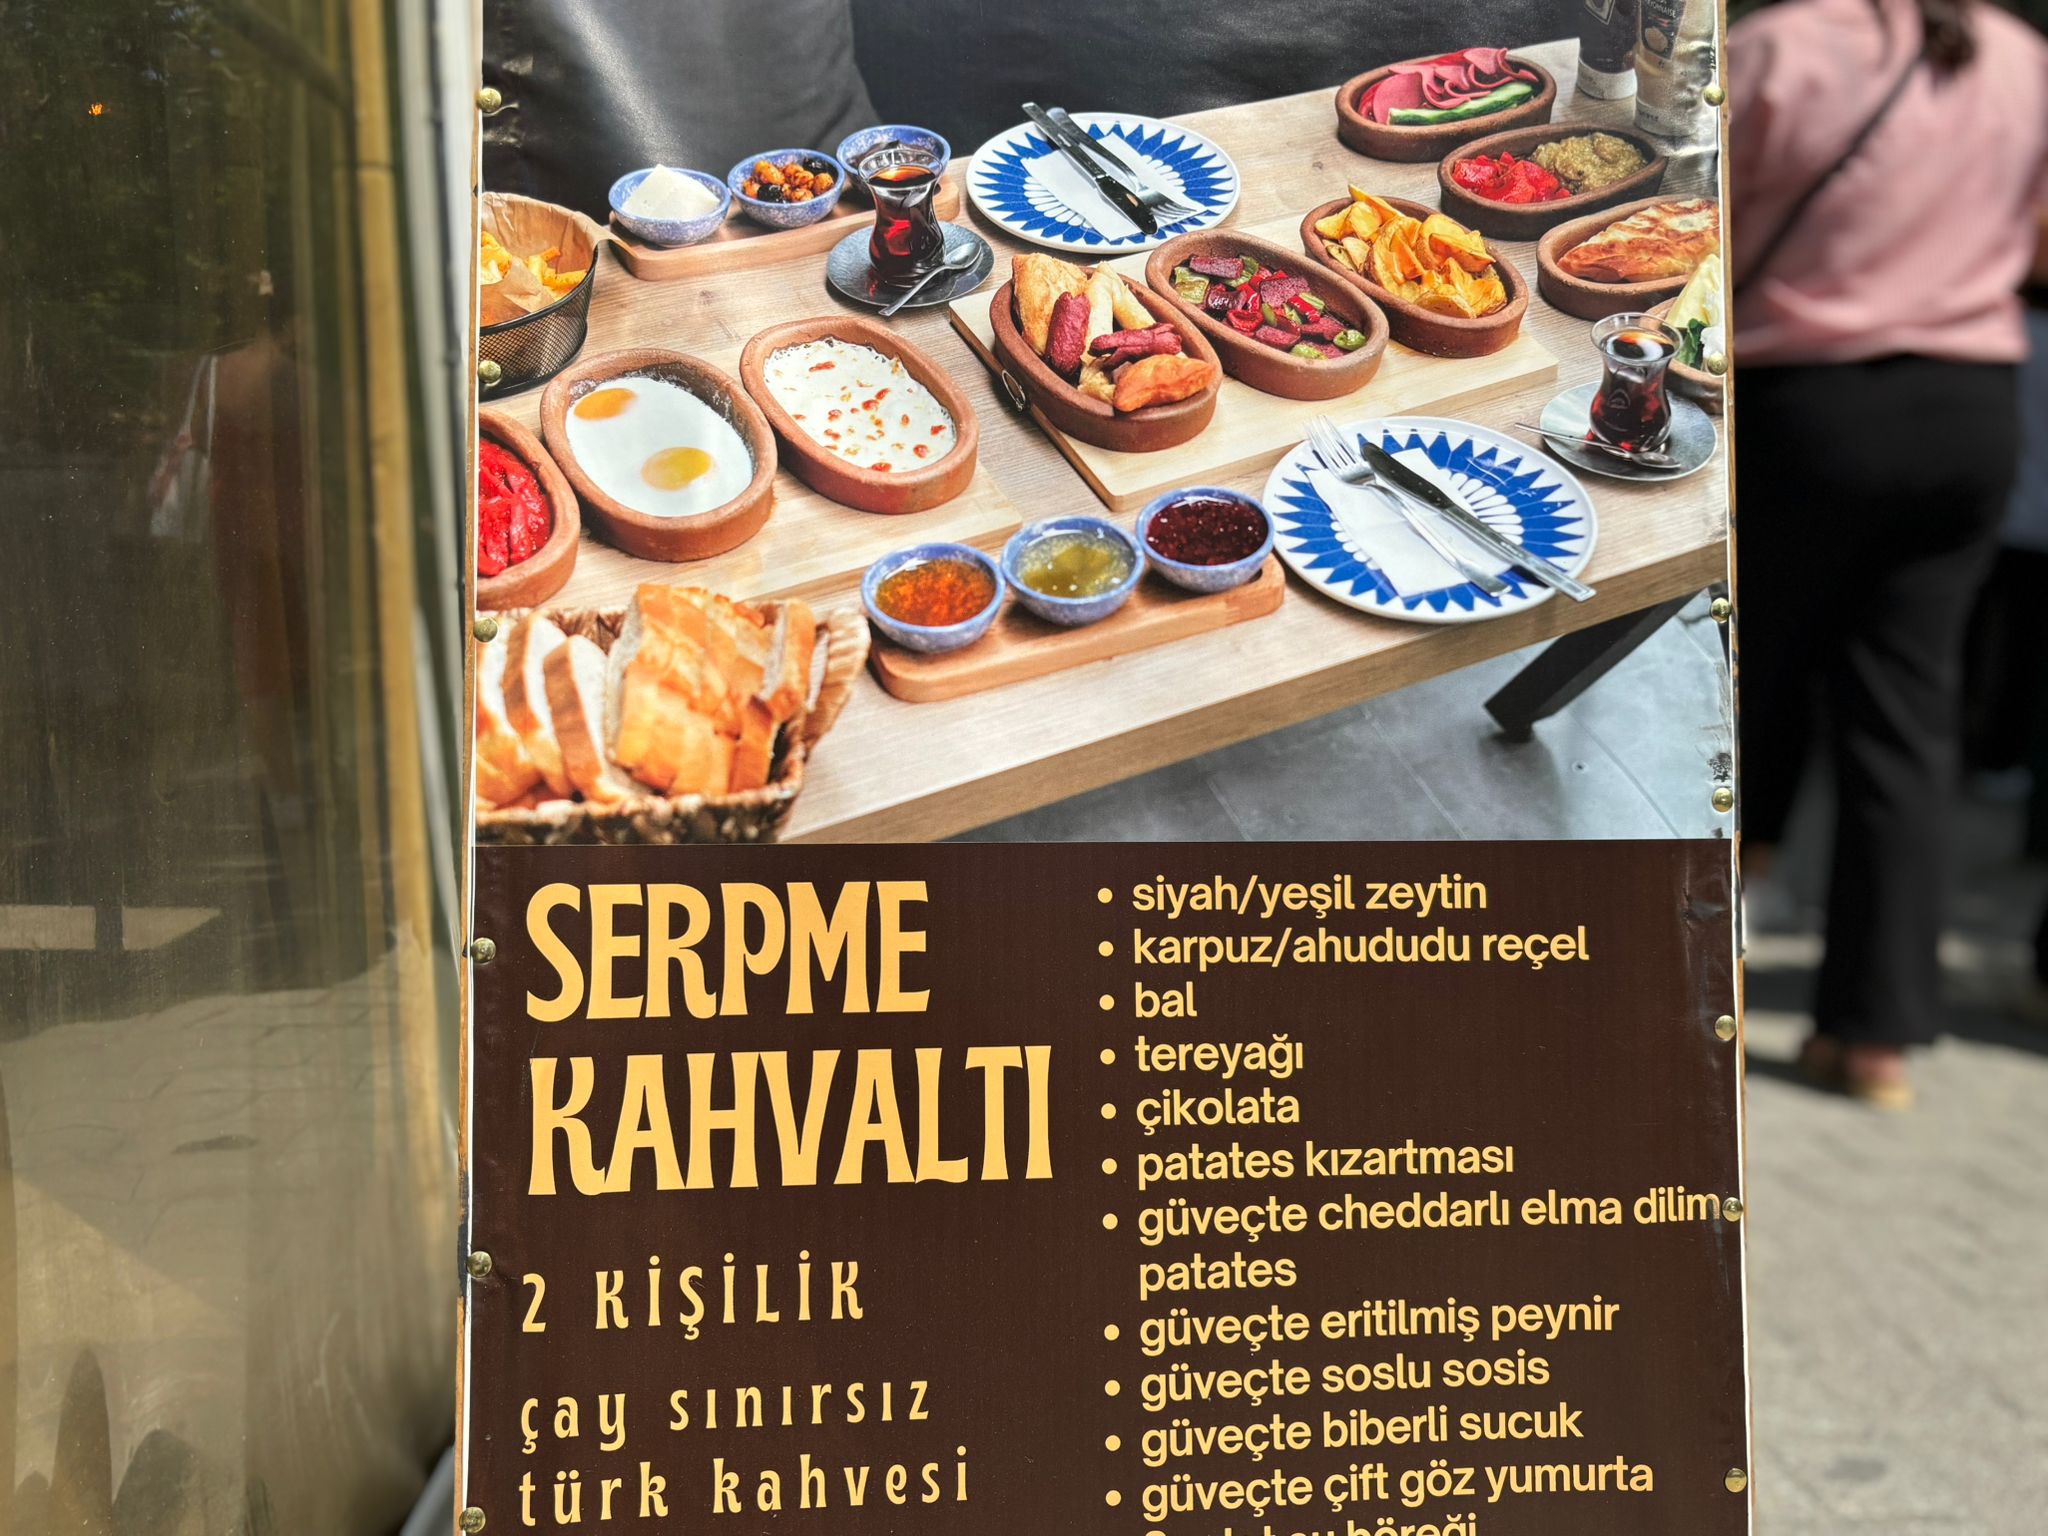 SERPME
KAHVALTI
2 KİŞİLİK
çay sınırsız
türk kahvesi
• siyah/yeşil zeytin
• karpuz/ahududu reçel
• bal
• tereyağı
• çikolata
• patates kızartması
• güveçte cheddarlı elma dilim
patates
• güveçte eritilmiş peynir
• güveçte soslu sosis
• güveçte biberli sucuk
• güveçte çift göz yumurta
böreği